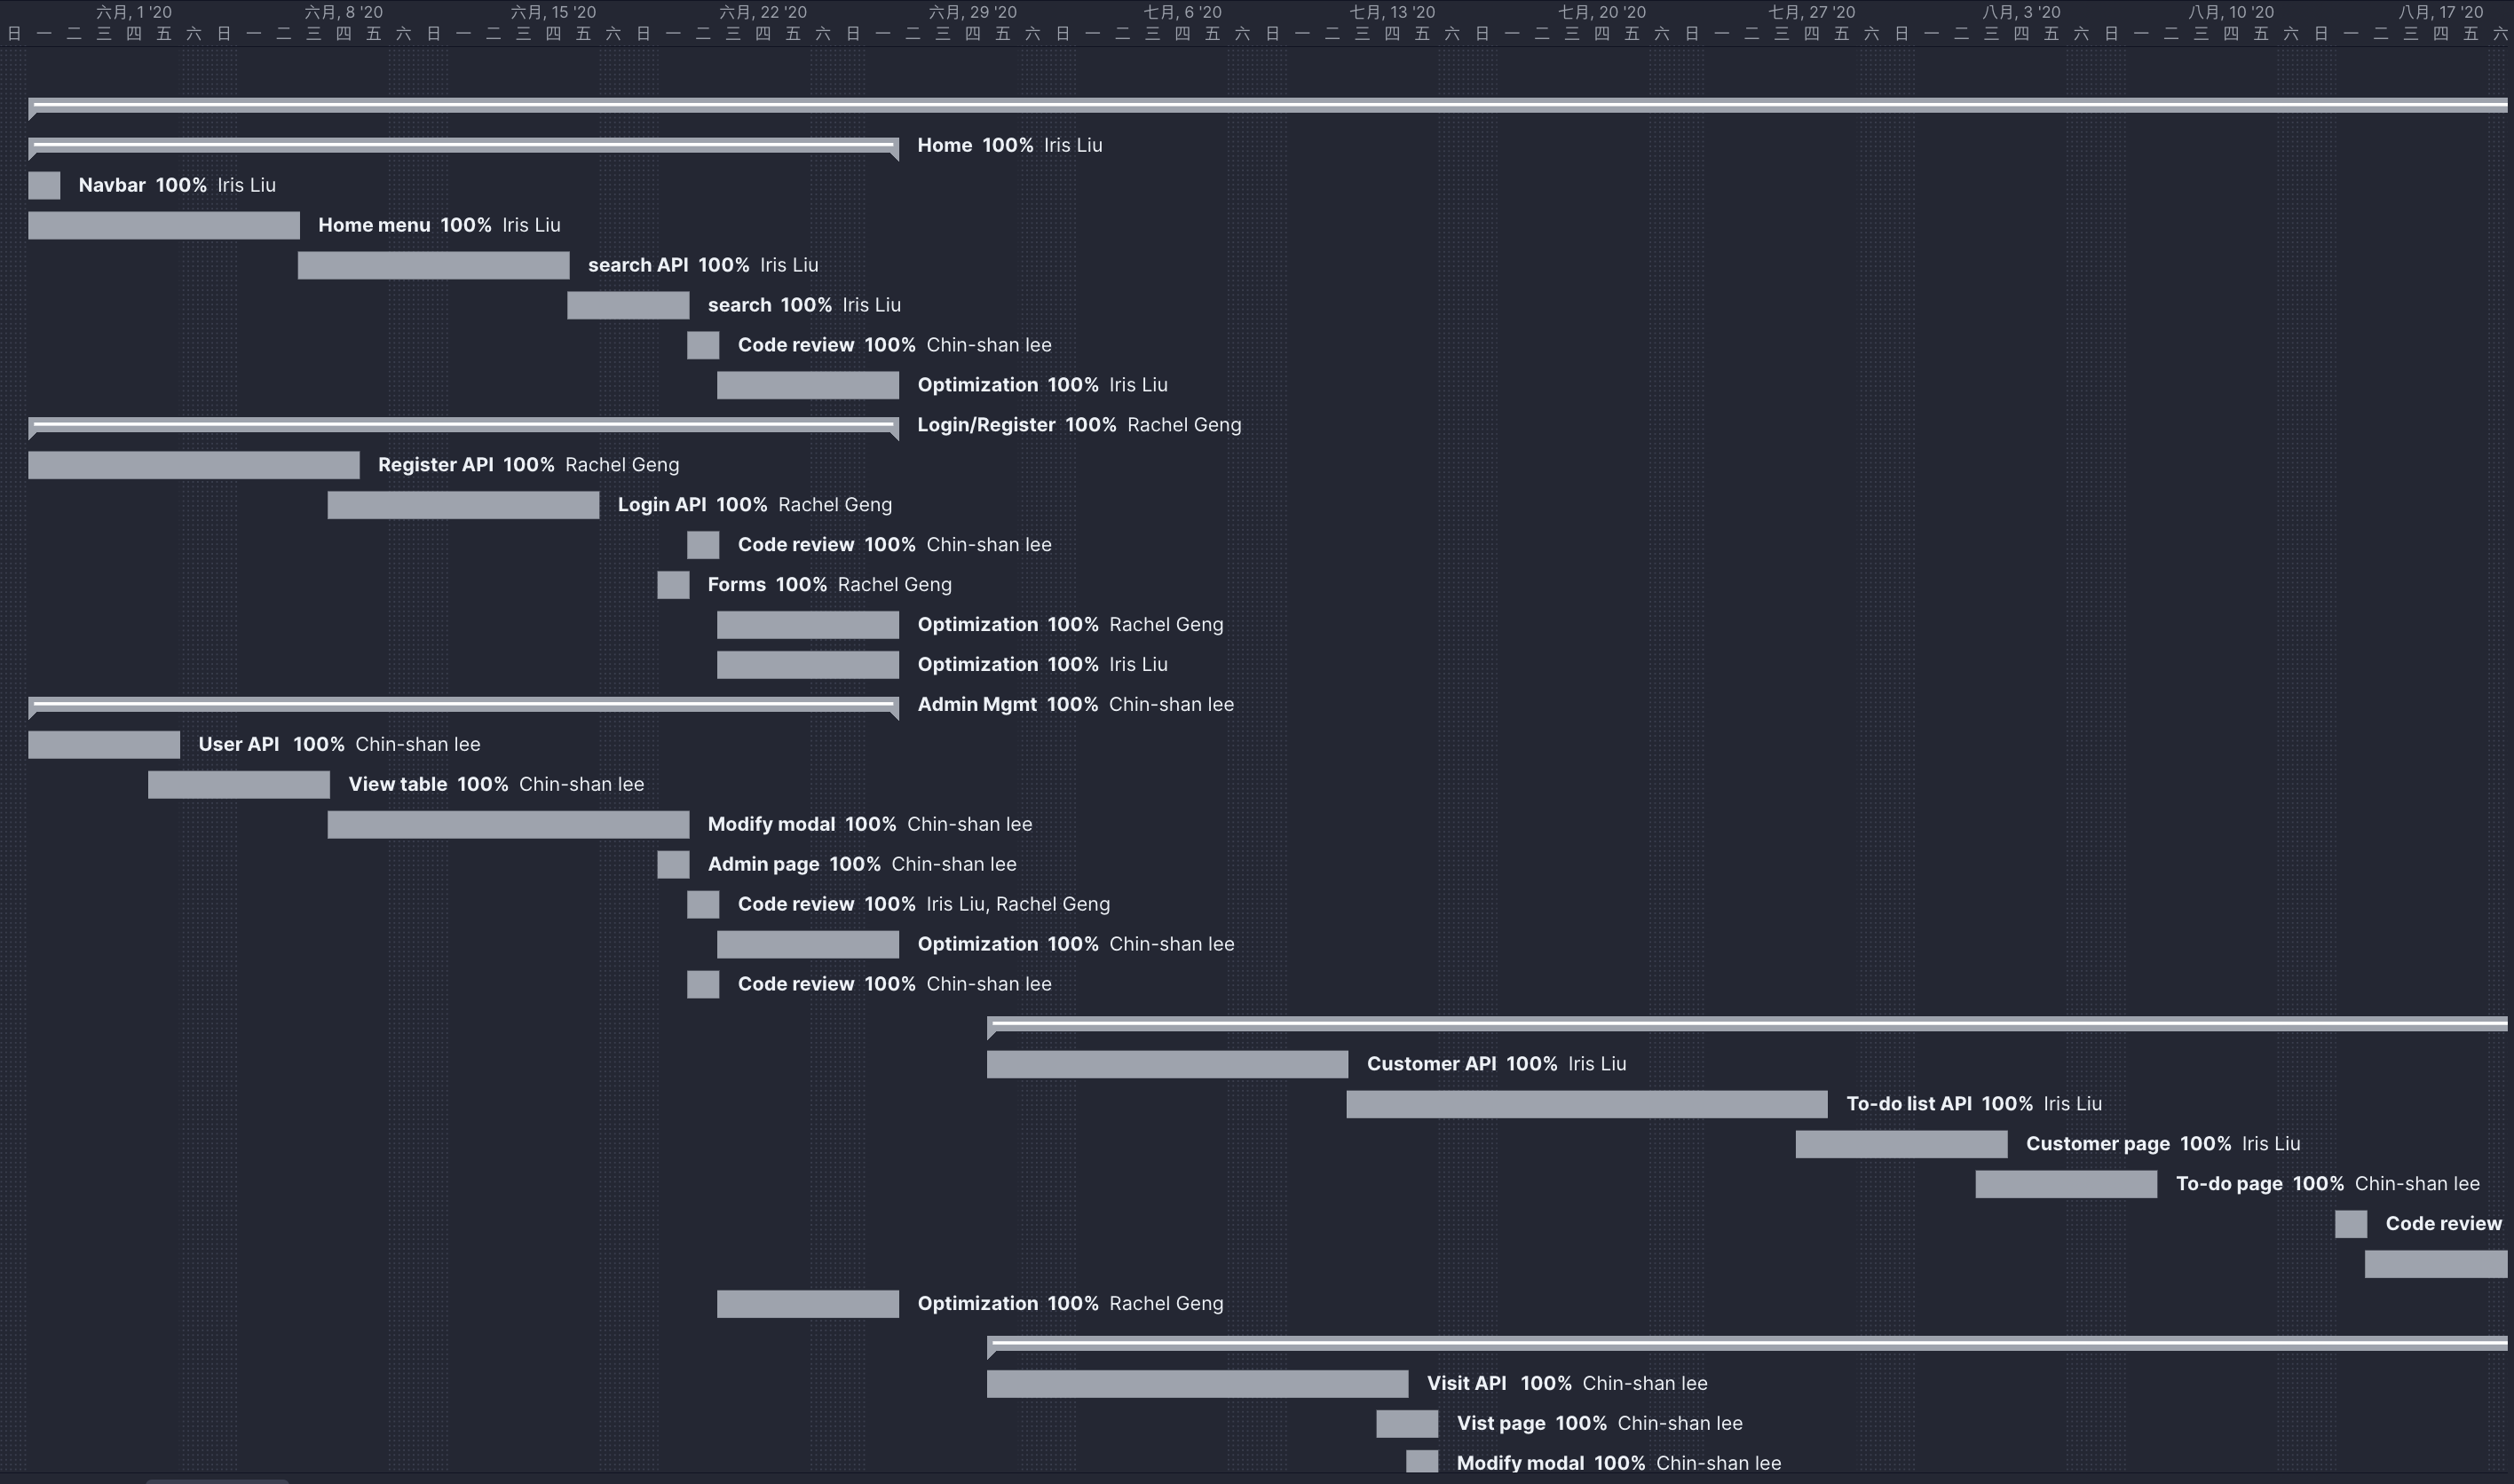 六月, 1 '20 六月, 8 '20 六月, 15 '20 六月, 22 '20 六月, 29 '20 七月, 6 '20 七月, 13 '20 七月, 20 '20 七月, 27 '20 八月, 3 '20 八月, 10 '20 八月, 17 '20
日 一 二 三 四 五 六 日 一 二 三 四 五 六 日 一 二 三 四 五 六 日 一 二 三 四 五 六 日 一 二 三 四 五 六 日 一 二 三 四 五 六 日 一 二 三 四 五 六 日 一 二 三 四 五 六 日 一 二 三 四 五 六 日 一 二 三 四 五 六 日 一 二 三 四 五 六 日 一 二 三 四 五 六
Home 100% Iris Liu
Navbar 100% Iris Liu
Home menu 100% Iris Liu
search API 100% Iris Liu
search 100% Iris Liu
Code review 100% Chin-shan lee
Optimization 100% Iris Liu
Login/Register 100% Rachel Geng
Register API 100% Rachel Geng
Login API 100% Rachel Geng
Code review 100% Chin-shan lee
Forms 100% Rachel Geng
Optimization 100% Rachel Geng
Optimization 100% Iris Liu
Admin Mgmt 100% Chin-shan lee
User API 100% Chin-shan lee
View table 100% Chin-shan lee
Modify modal 100% Chin-shan lee
Admin page 100% Chin-shan lee
Code review 100% Iris Liu, Rachel Geng
Optimization 100% Chin-shan lee
Code review 100% Chin-shan lee
Customer API 100% Iris Liu
To-do list API 100% Iris Liu
Customer page 100% Iris Liu
To-do page 100% Chin-shan lee
Code review
Optimization 100% Rachel Geng
Visit API 100% Chin-shan lee
Vist page 100% Chin-shan lee
Modify modal 100% Chin-shan lee